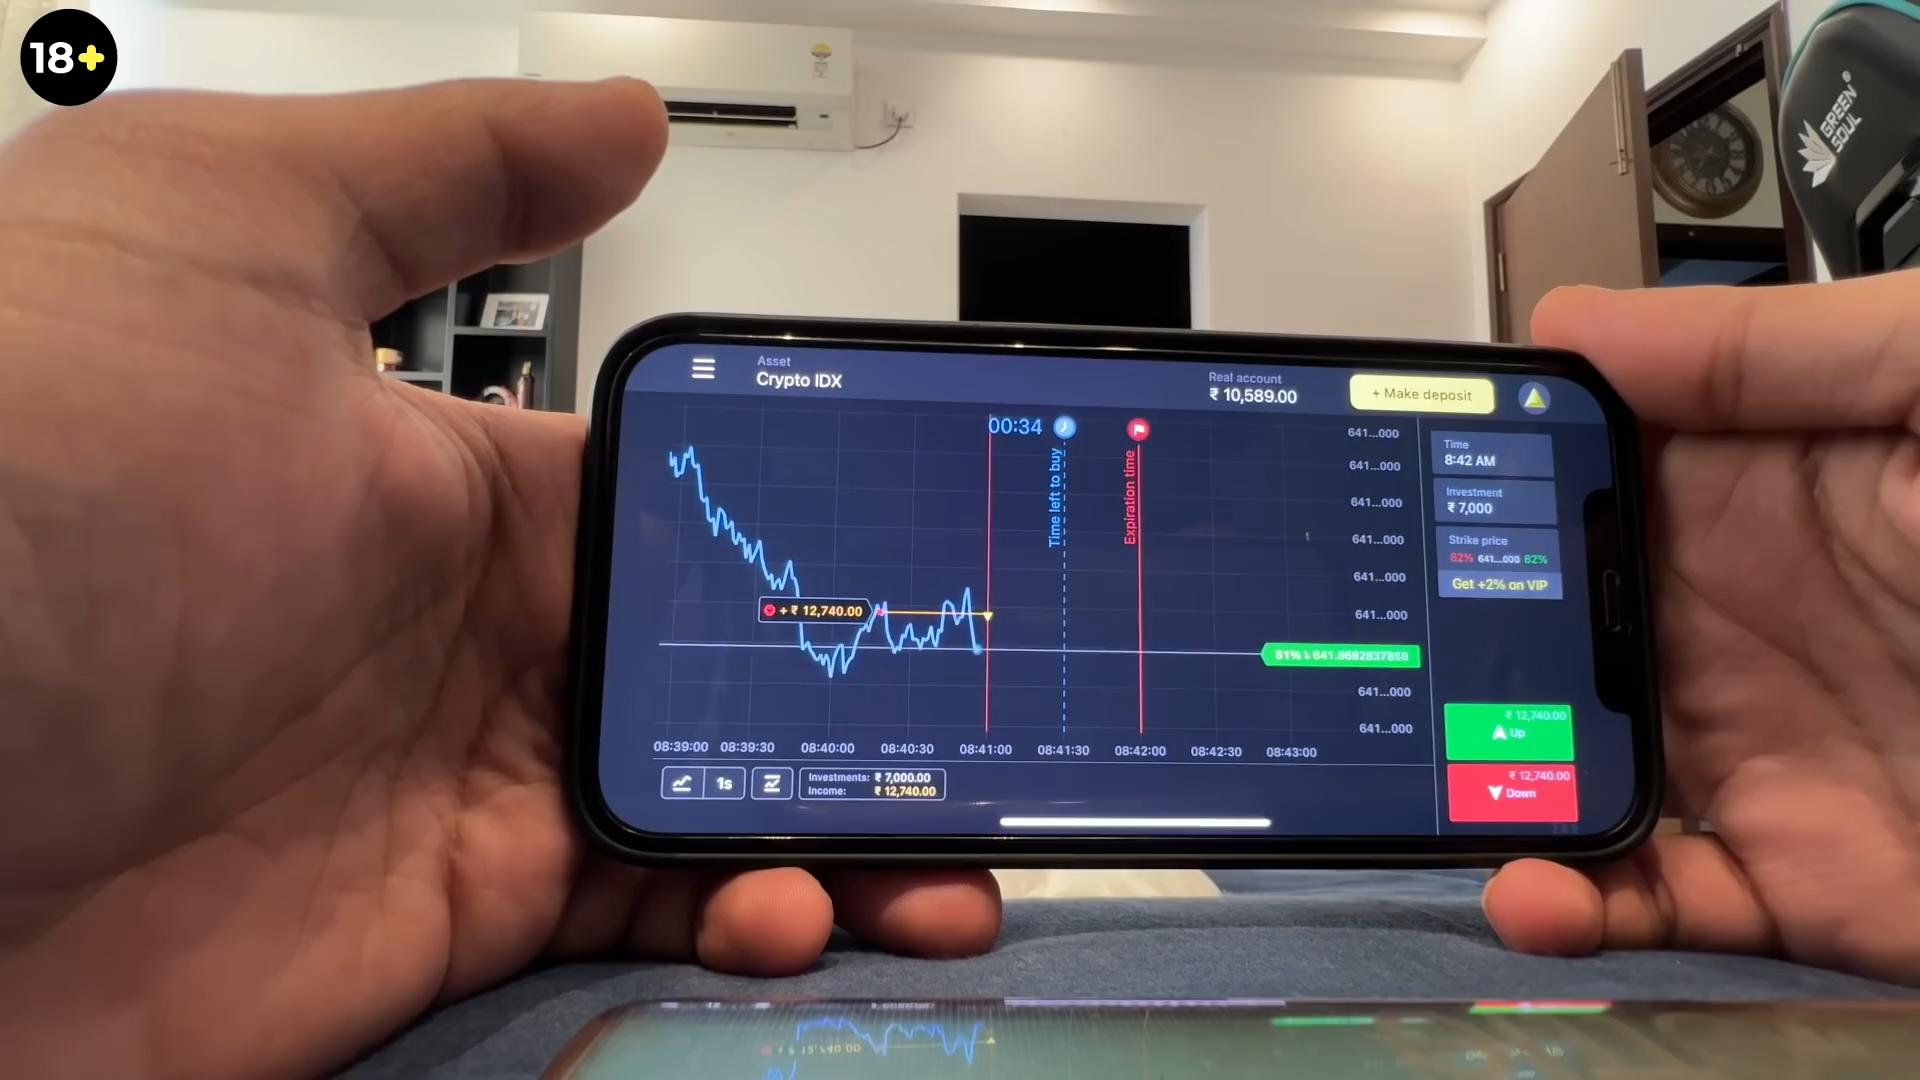 18+
GREEN
SOUL
Asset
Crypto IDX
Real account
₹ 10,589.00
+ Make deposit
00:34
Time left to buy
Expiration time
641...000
641...000
641...000
641...000
641...000
641...000
641...000
641...000
+ ₹ 12,740.00
Time
8:42 AM
Investment
₹ 7,000
Strike price
82% 641...000 82%
Get +2% on VIP
₹ 12,740.00
Up
₹ 12,740.00
Down
08:39:00 08:39:30 08:40:00 08:40:30 08:41:00 08:41:30 08:42:00 08:42:30 08:43:00
1s
Investments: ₹ 7,000.00
Income: ₹ 12,740.00